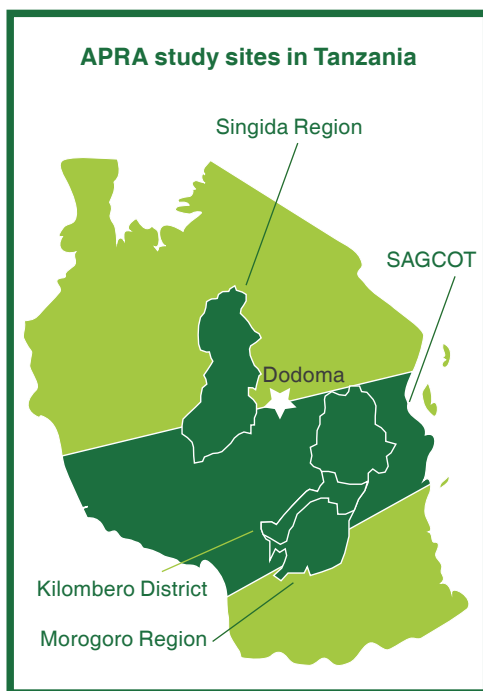 APRA study sites in Tanzania
Singida Region
SAGCOT
Dodoma
Kilombero District
Morogoro Region